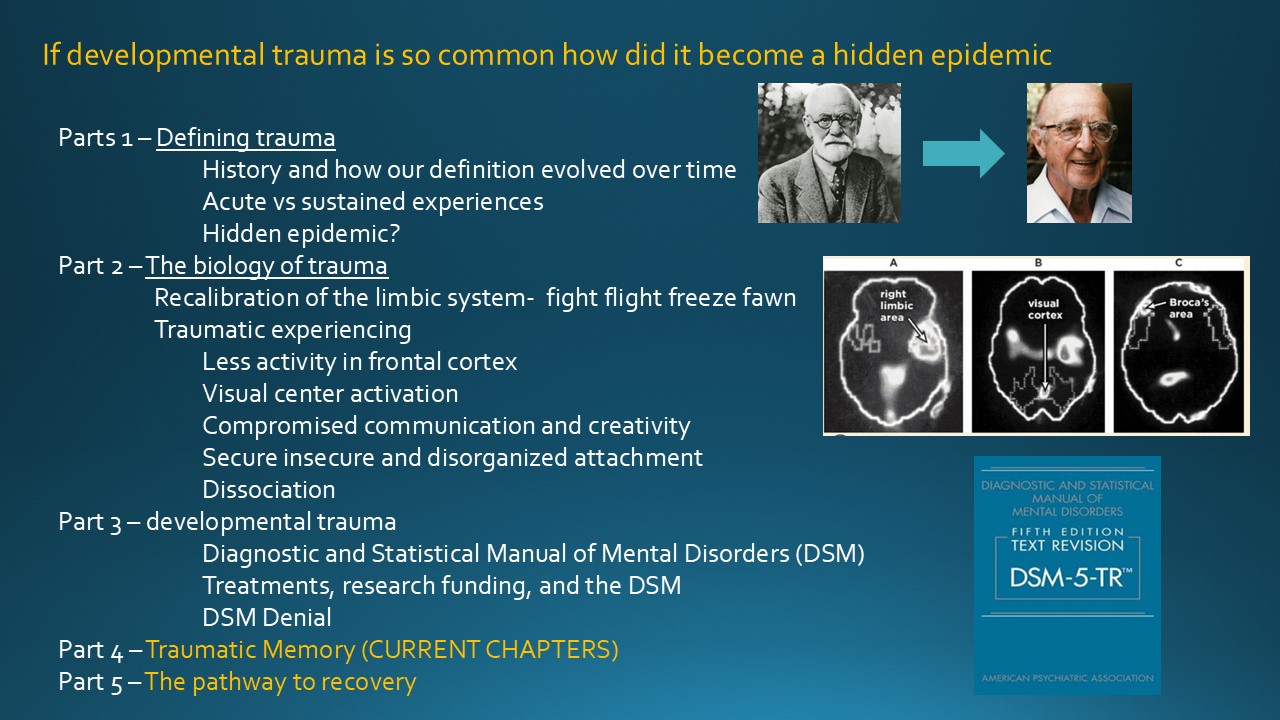 If developmental trauma is so common how did it become a hidden epidemic
Parts 1 – Defining trauma
History and how our definition evolved over time
Acute vs sustained experiences
Hidden epidemic?
Part 2 – The biology of trauma
Recalibration of the limbic system-  fight flight freeze fawn
Traumatic experiencing
Less activity in frontal cortex
Visual center activation
Compromised communication and creativity
Secure insecure and disorganized attachment
Dissociation
Part 3 – developmental trauma
Diagnostic and Statistical Manual of Mental Disorders (DSM)
Treatments, research funding, and the DSM
DSM Denial
Part 4 – Traumatic Memory (CURRENT CHAPTERS)
Part 5 – The pathway to recovery
A
right
limbic
area
B
visual
cortex
C
Broca's
area
DIAGNOSTIC AND STATISTICAL
MANUAL OF
MENTAL DISORDERS
FIFTH EDITION
TEXT REVISION
DSM-5-TR™
AMERICAN PSYCHIATRIC ASSOCIATION